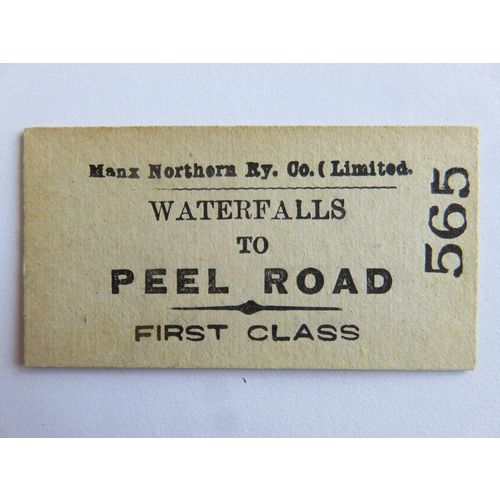 Manx Northern Ry. Co. (Limited.
WATERFALLS
TO
PEEL ROAD
FIRST CLASS
565